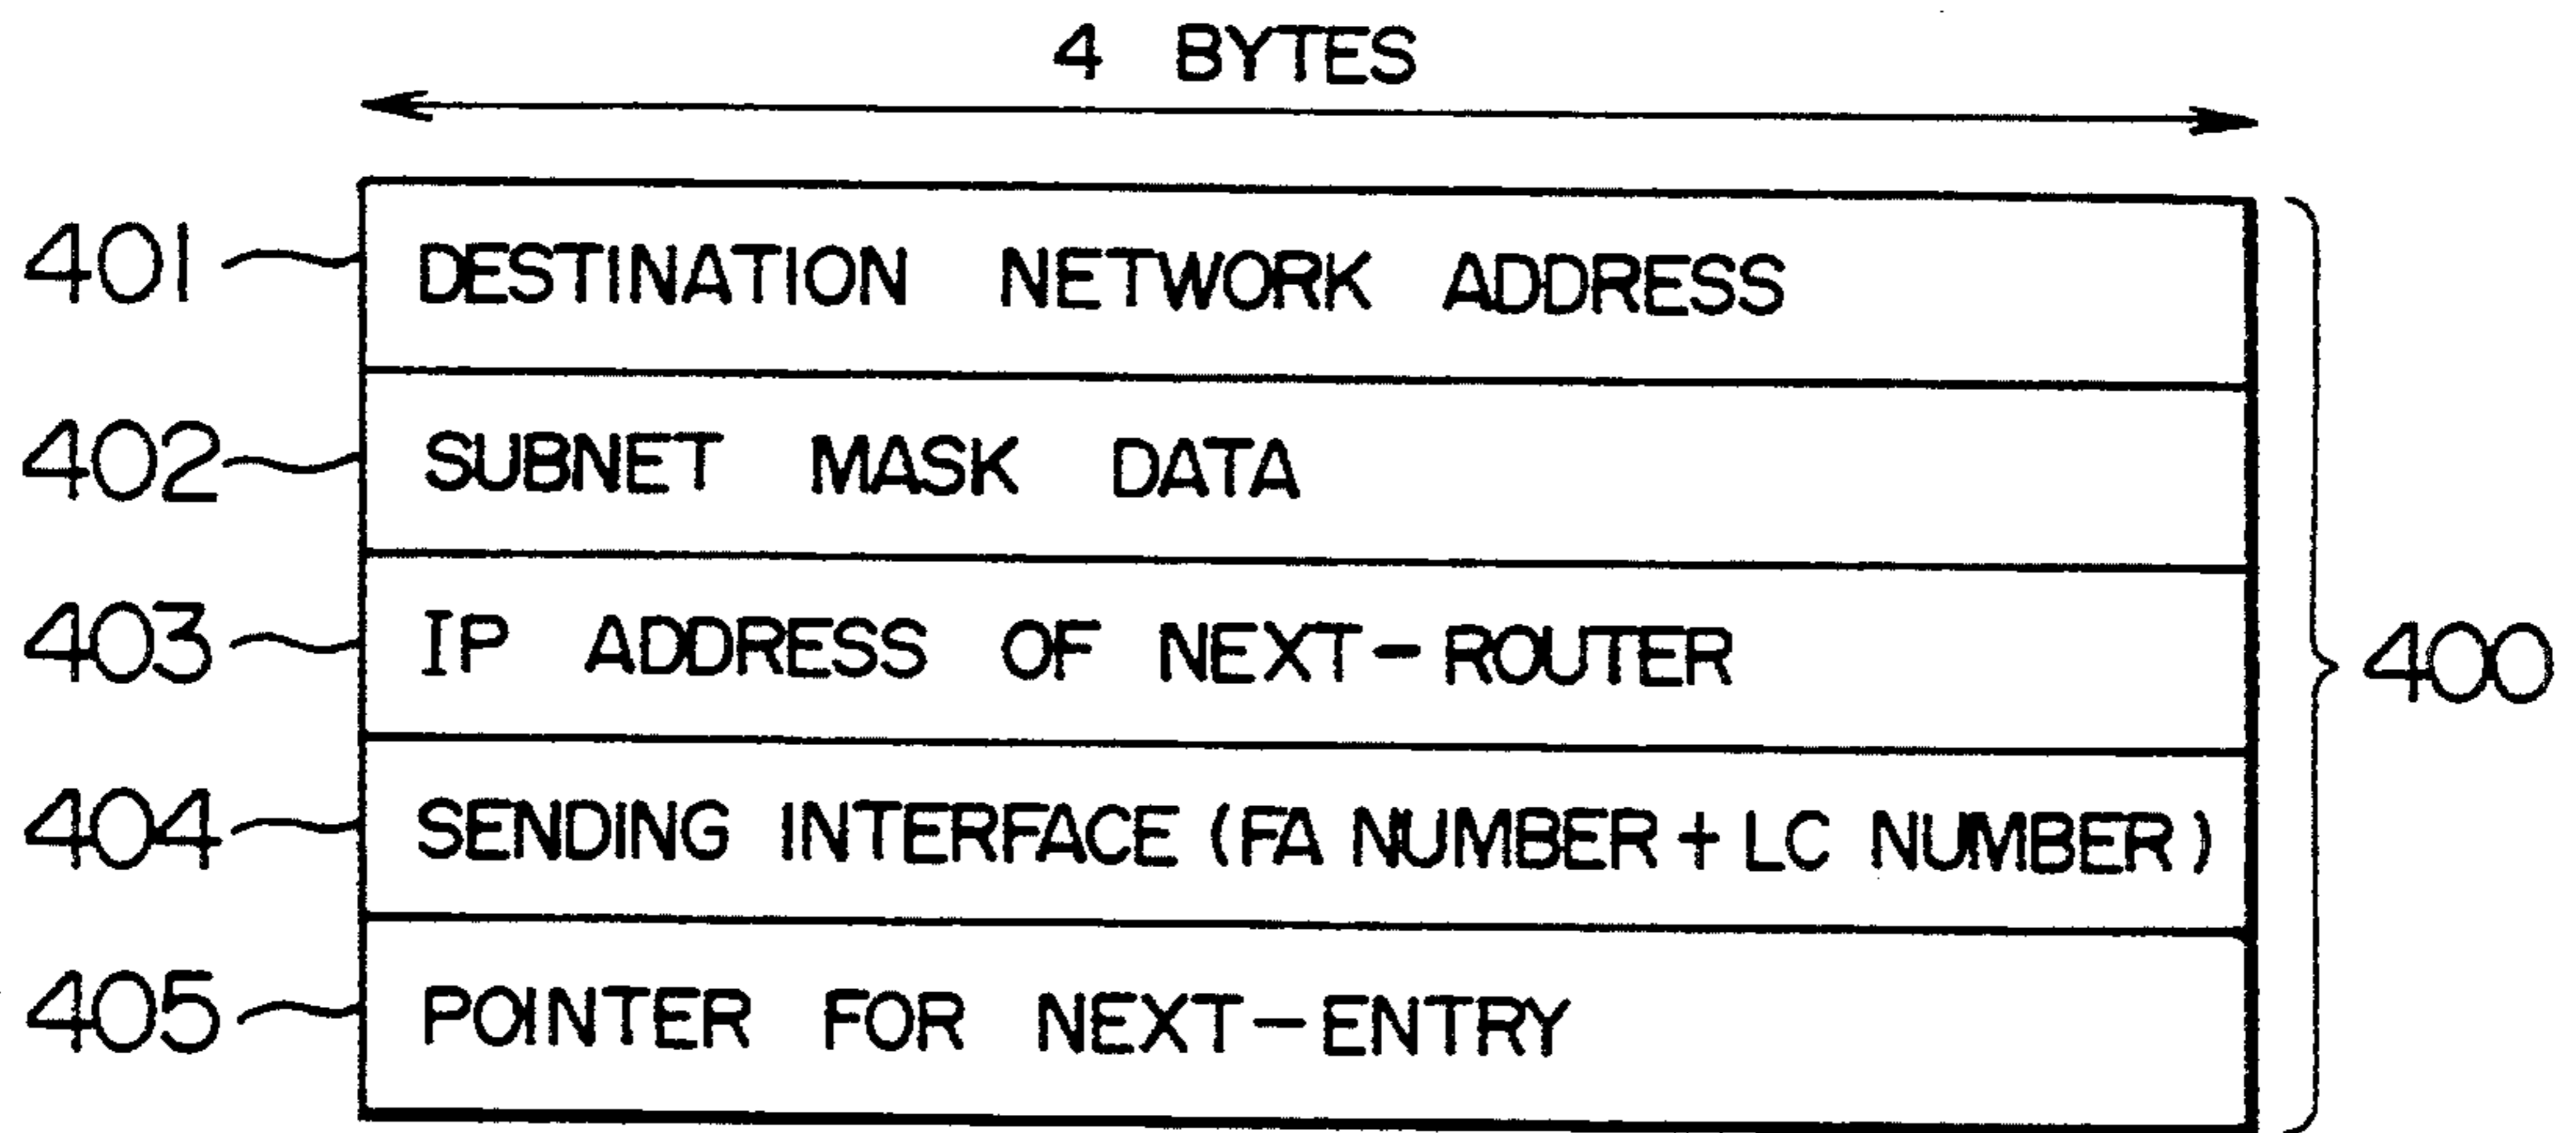 4 BYTES
401 DESTINATION NETWORK ADDRESS
402 SUBNET MASK DATA
403 IP ADDRESS OF NEXT-ROUTER
400
404 SENDING INTERFACE (FA NUMBER + LC NUMBER)
405 POINTER FOR NEXT-ENTRY